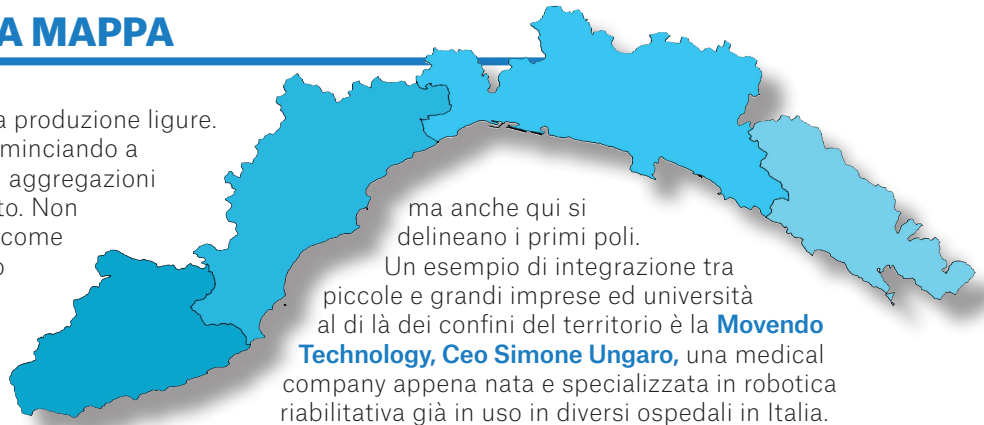 A MAPPA
a produzione ligure.
minciando a
aggregazioni
to. Non
come
ma anche qui si
delineano i primi poli.
Un esempio di integrazione tra
piccole e grandi imprese ed università
al di là dei confini del territorio è la Movendo
Technology, Ceo Simone Ungaro, una medical
company appena nata e specializzata in robotica
riabilitativa già in uso in diversi ospedali in Italia.